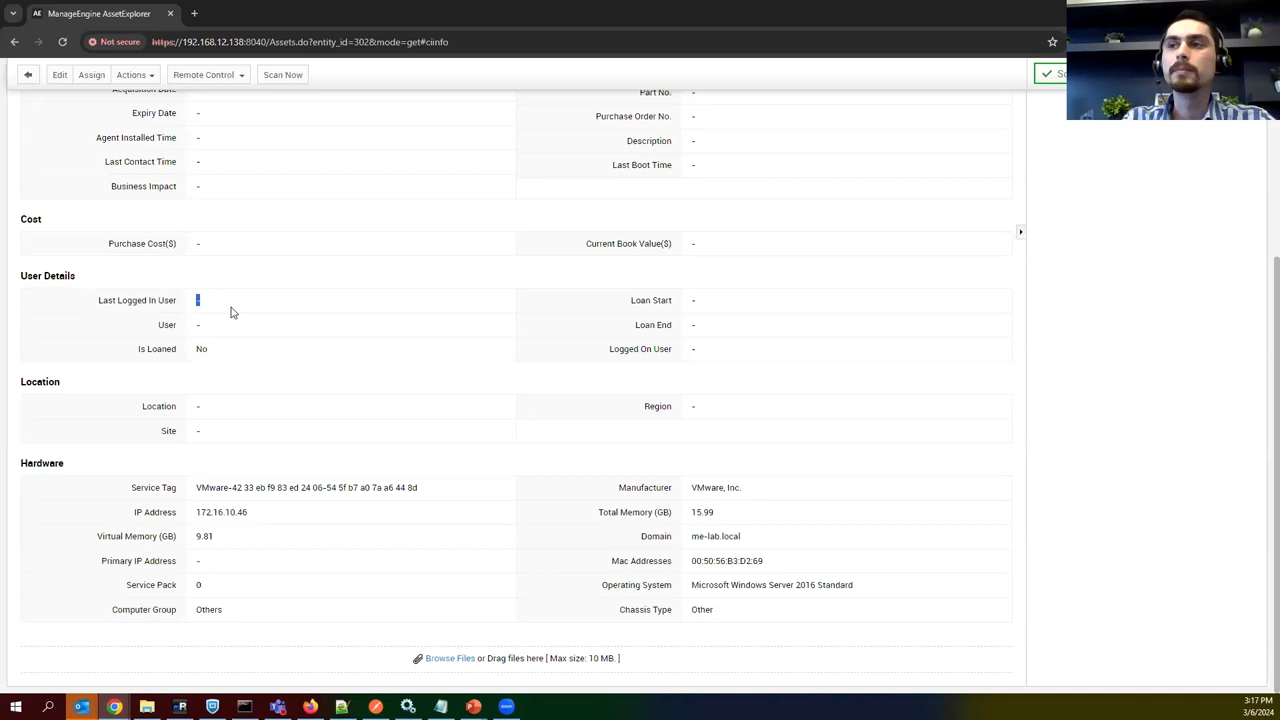 AE ManageEngine AssetExplorer
Not secure https://192.168.12.138:8040/Assets.do?entity_id=302&mode=get#ciinfo
Edit Assign Actions Remote Control Scan Now
Acquisition Date Part No. -
Expiry Date - Purchase Order No. -
Agent Installed Time - Description -
Last Contact Time - Last Boot Time -
Business Impact -
Cost
Purchase Cost($) - Current Book Value($) -
User Details
Last Logged In User - Loan Start -
User - Loan End -
Is Loaned No Logged On User -
Location
Location - Region -
Site -
Hardware
Service Tag VMware-42 33 eb f9 83 ed 24 06-54 5f b7 a0 7a a6 44 8d Manufacturer VMware, Inc.
IP Address 172.16.10.46 Total Memory (GB) 15.99
Virtual Memory (GB) 9.81 Domain me-lab.local
Primary IP Address - Mac Addresses 00:50:56:B3:D2:69
Service Pack 0 Operating System Microsoft Windows Server 2016 Standard
Computer Group Others Chassis Type Other
Browse Files or Drag files here [ Max size: 10 MB. ]
3:17 PM
3/6/2024